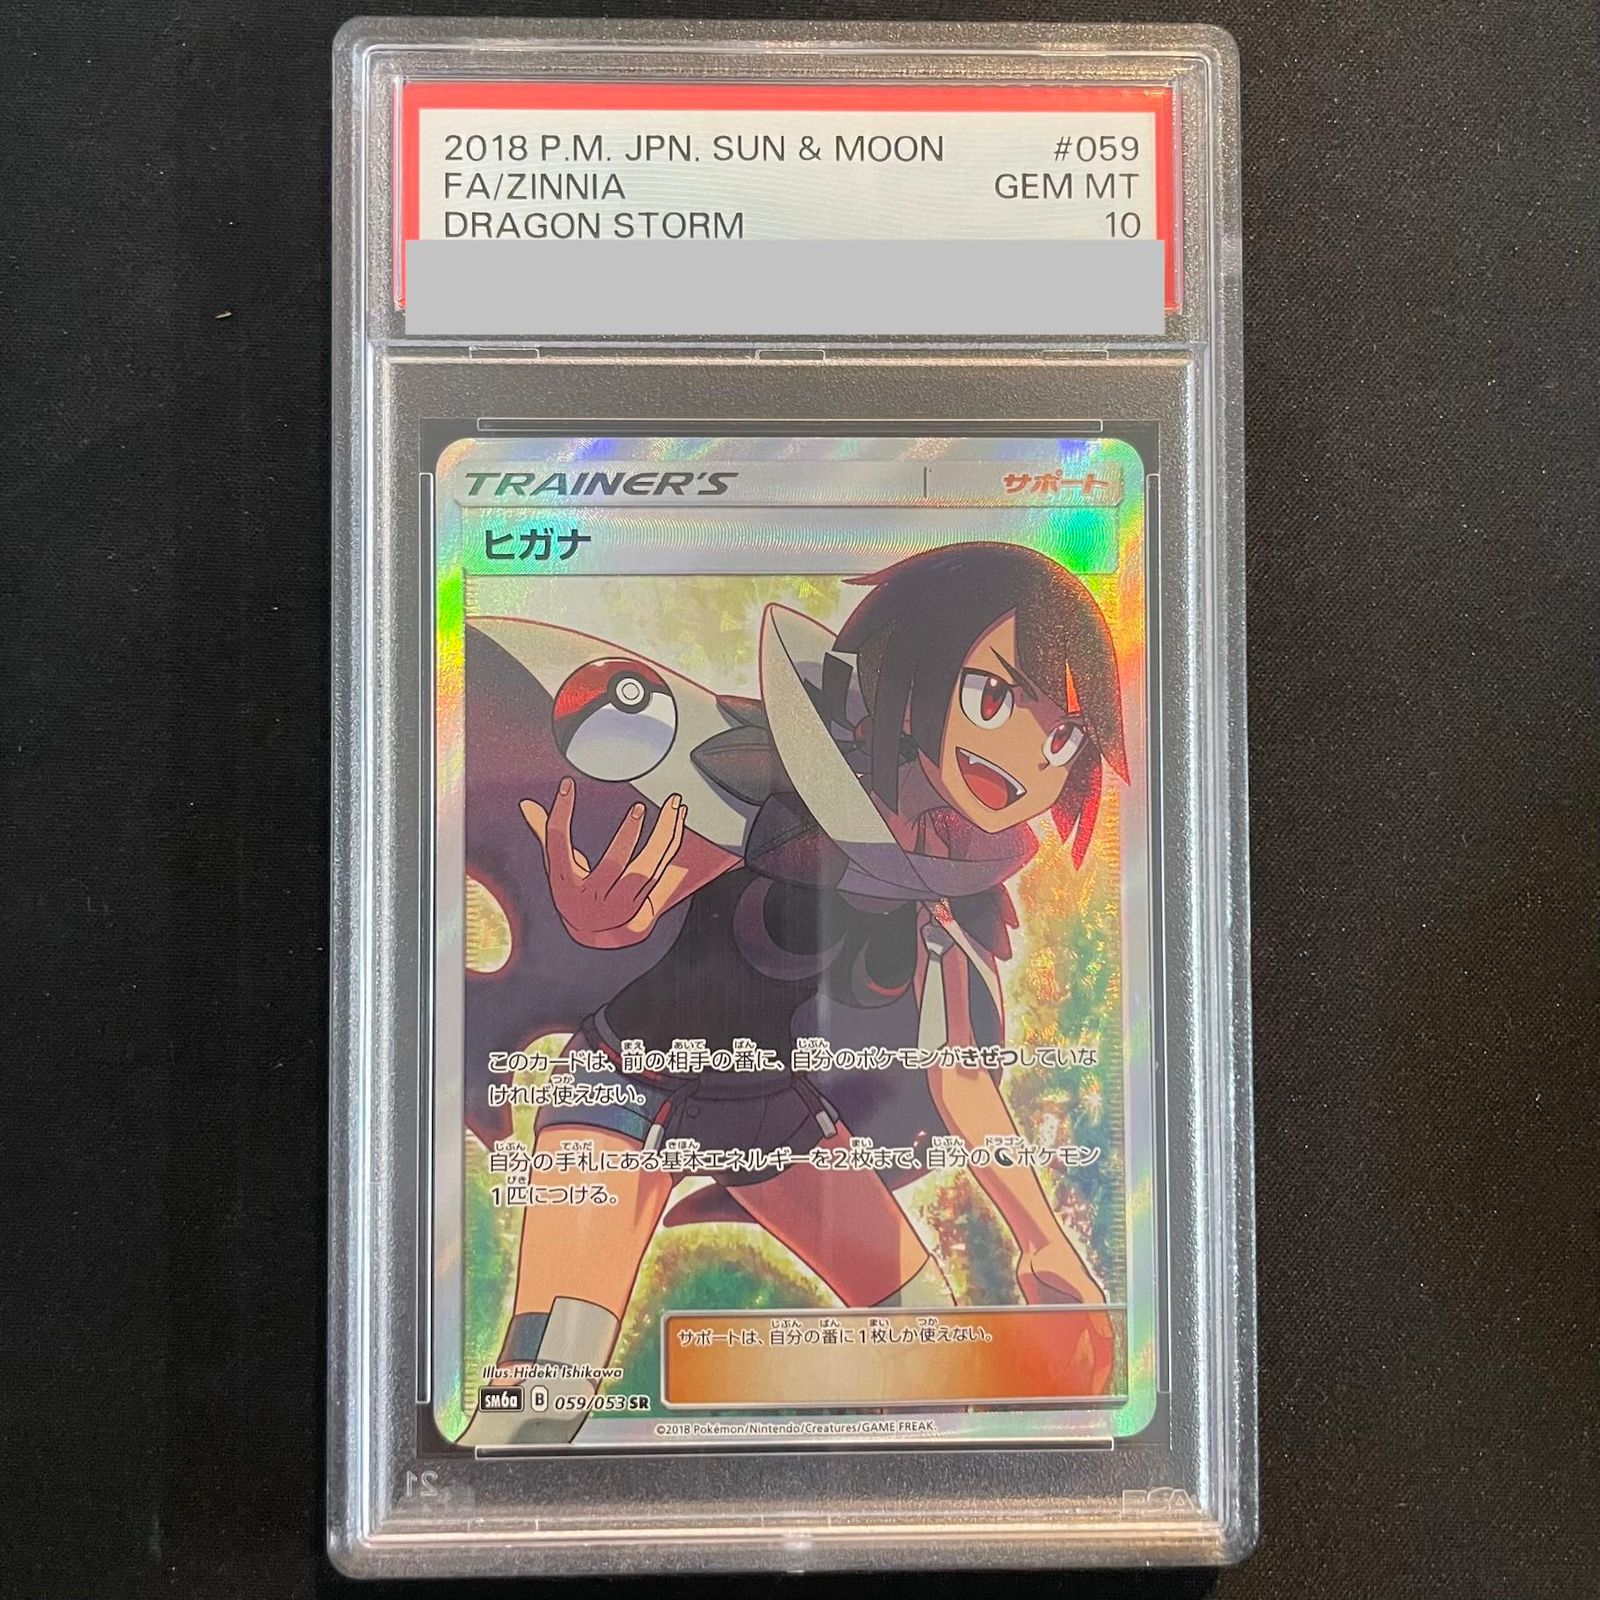 2018 P.M. JPN. SUN & MOON #059
FA/ZINNIA GEM MT
DRAGON STORM 10
TRAINER'S サポート
ヒガナ
このカードは、前の相手の番に、自分のポケモンがきぜつしていな
ければ使えない。
自分の手札にある基本エネルギーを2枚まで、自分のポケモン
1匹につける。
サポートは、自分の番に1枚しか使えない。
Illus. Hideki Ishikawa
SM6a B 059/053 SR
©2018 Pokémon/Nintendo/Creatures/GAME FREAK.